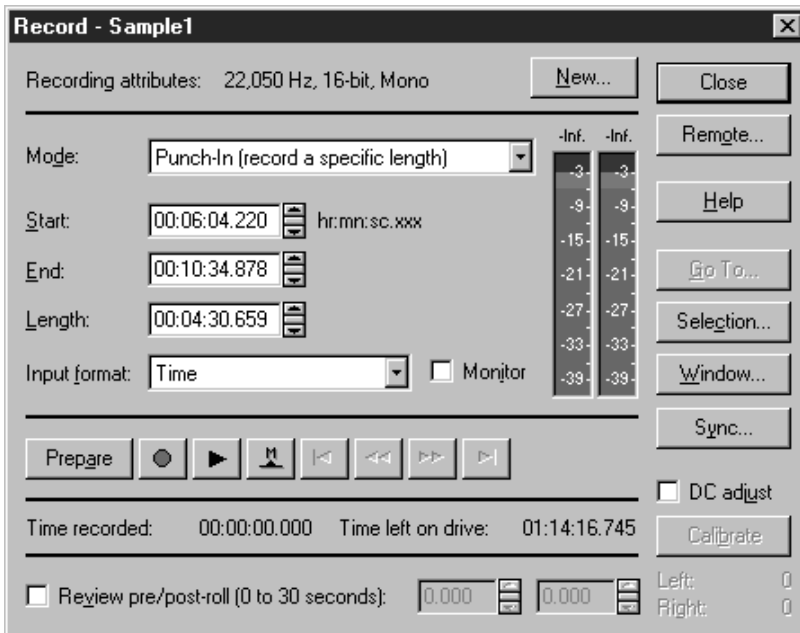 Record - Sample1
Recording attributes: 22,050 Hz, 16-bit, Mono
New...
Close
Mode: Punch-In (record a specific length)
-Inf. -Inf.
Remote...
-3 -3
Start: 00:06:04.220 hr:mn:sc.xxx
-9 -9
Help
-15 -15
End: 00:10:34.878
-21 -21
Go To...
Length: 00:04:30.659
-27 -27
Selection...
-33 -33
Input format: Time
Monitor
-39 -39
Window...
Sync...
Prepare
M
DC adjust
Time recorded: 00:00:00.000 Time left on drive: 01:14:16.745
Calibrate
Review pre/post-roll (0 to 30 seconds): 0.000 0.000
Left: 0
Right: 0